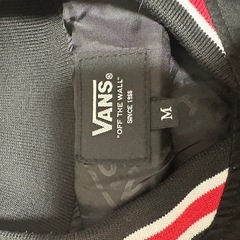 VANS
"OFF THE WALL"
SINCE 1966
M